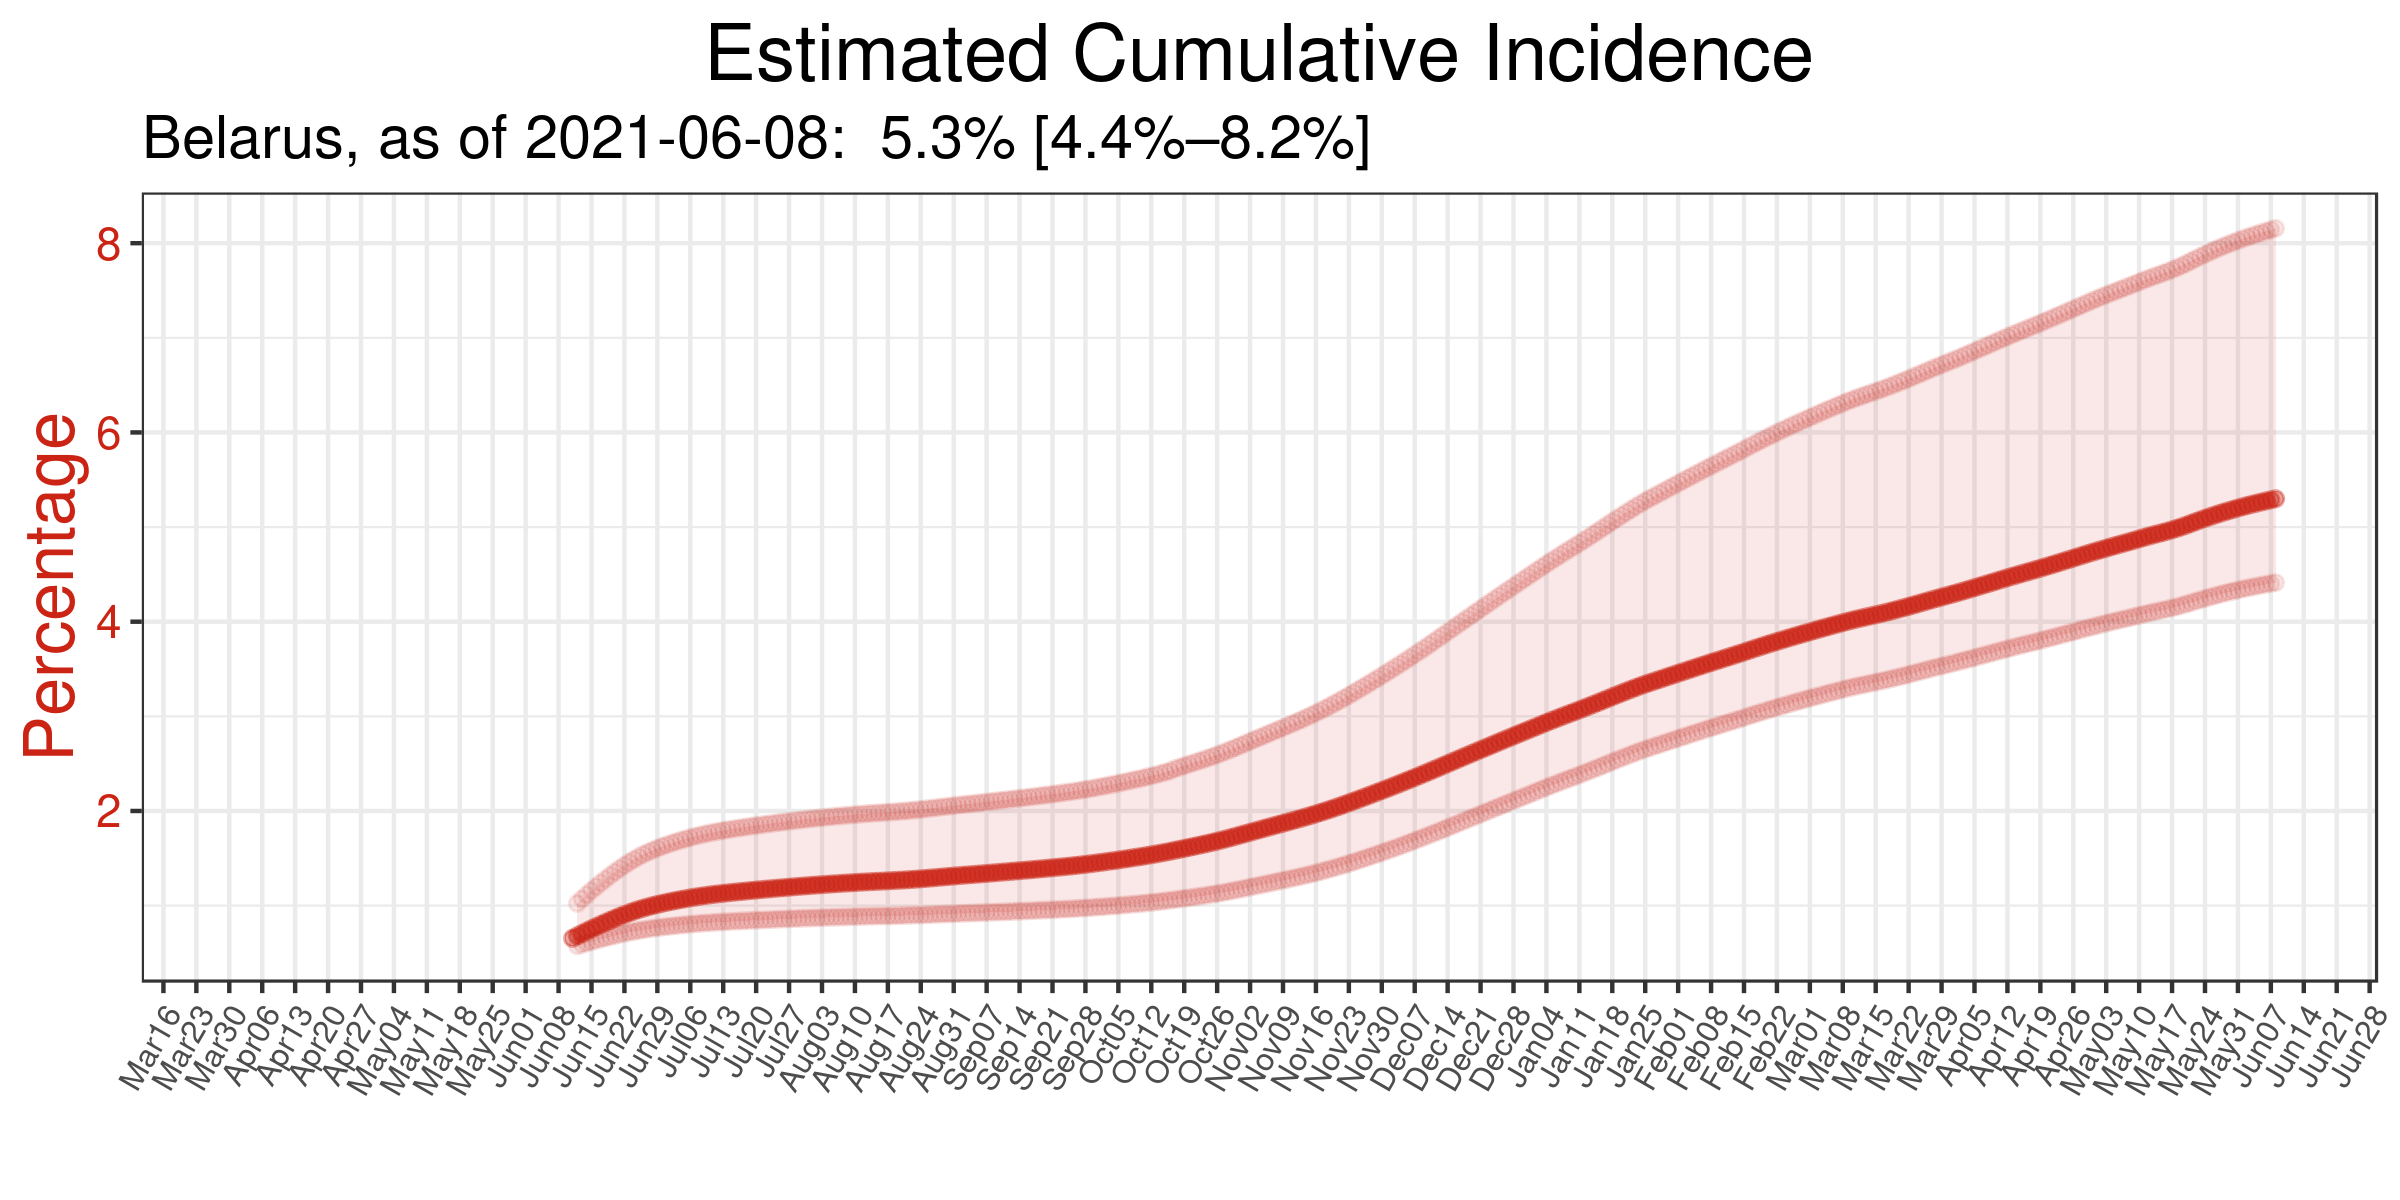 Estimated Cumulative Incidence
Belarus, as of 2021-06-08:  5.3% [4.4%–8.2%]
Percentage
8
6
4
2
Mar16
Mar23
Mar30
Apr06
Apr13
Apr20
Apr27
May04
May11
May18
May25
Jun01
Jun08
Jun15
Jun22
Jun29
Jul06
Jul13
Jul20
Jul27
Aug03
Aug10
Aug17
Aug24
Aug31
Sep07
Sep14
Sep21
Sep28
Oct05
Oct12
Oct19
Oct26
Nov02
Nov09
Nov16
Nov23
Nov30
Dec07
Dec14
Dec21
Dec28
Jan04
Jan11
Jan18
Jan25
Feb01
Feb08
Feb15
Feb22
Mar01
Mar08
Mar15
Mar22
Mar29
Apr05
Apr12
Apr19
Apr26
May03
May10
May17
May24
May31
Jun07
Jun14
Jun21
Jun28